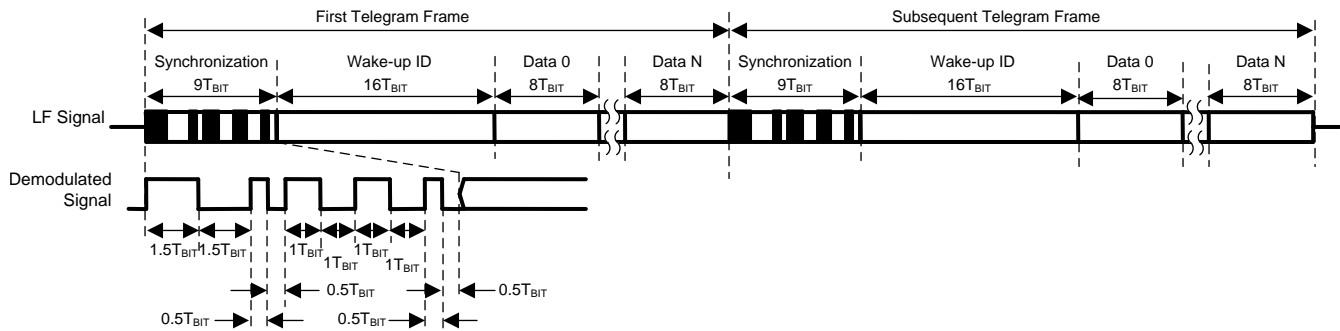 First Telegram Frame
Subsequent Telegram Frame
Synchronization
Wake-up ID
Data 0
Data N
Synchronization
Wake-up ID
Data 0
Data N
9TBIT
16TBIT
8TBIT
8TBIT
9TBIT
16TBIT
8TBIT
8TBIT
LF Signal
Demodulated
Signal
1.5TBIT
1.5TBIT
1TBIT
1TBIT
1TBIT
1TBIT
0.5TBIT
0.5TBIT
0.5TBIT
0.5TBIT